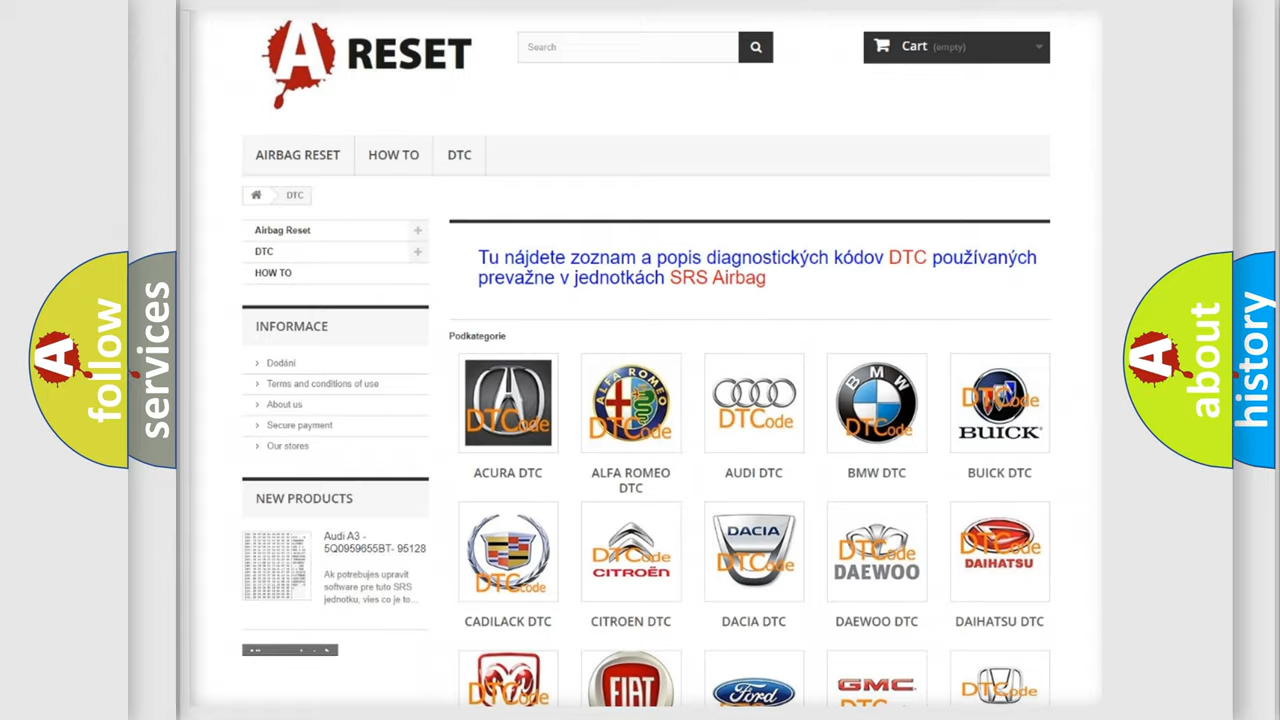 A RESET
Search
Cart (empty)
AIRBAG RESET
HOW TO
DTC
DTC
Airbag Reset
DTC
HOW TO
INFORMACE
Dodání
Terms and conditions of use
About us
Secure payment
Our stores
NEW PRODUCTS
Audi A3 -
5Q0959655BT- 95128
Ak potrebujes upravit
software pre tuto SRS
jednotku, vies co je to...
Tu nájdete zoznam a popis diagnostických kódov DTC používaných
prevažne v jednotkách SRS Airbag
Podkategorie
DTCode
ALFA ROMEO
DTCode
DTCode
BMW
DTCode
DTCode
BUICK
ACURA DTC
ALFA ROMEO
DTC
AUDI DTC
BMW DTC
BUICK DTC
DTCode
DTCode
CITROËN
DACIA
DTCode
DTCode
DAEWOO
DTCode
DAIHATSU
CADILACK DTC
CITROEN DTC
DACIA DTC
DAEWOO DTC
DAIHATSU DTC
DTCode
FIAT
Ford
GMC
DTCode
A follow
services
A about
history